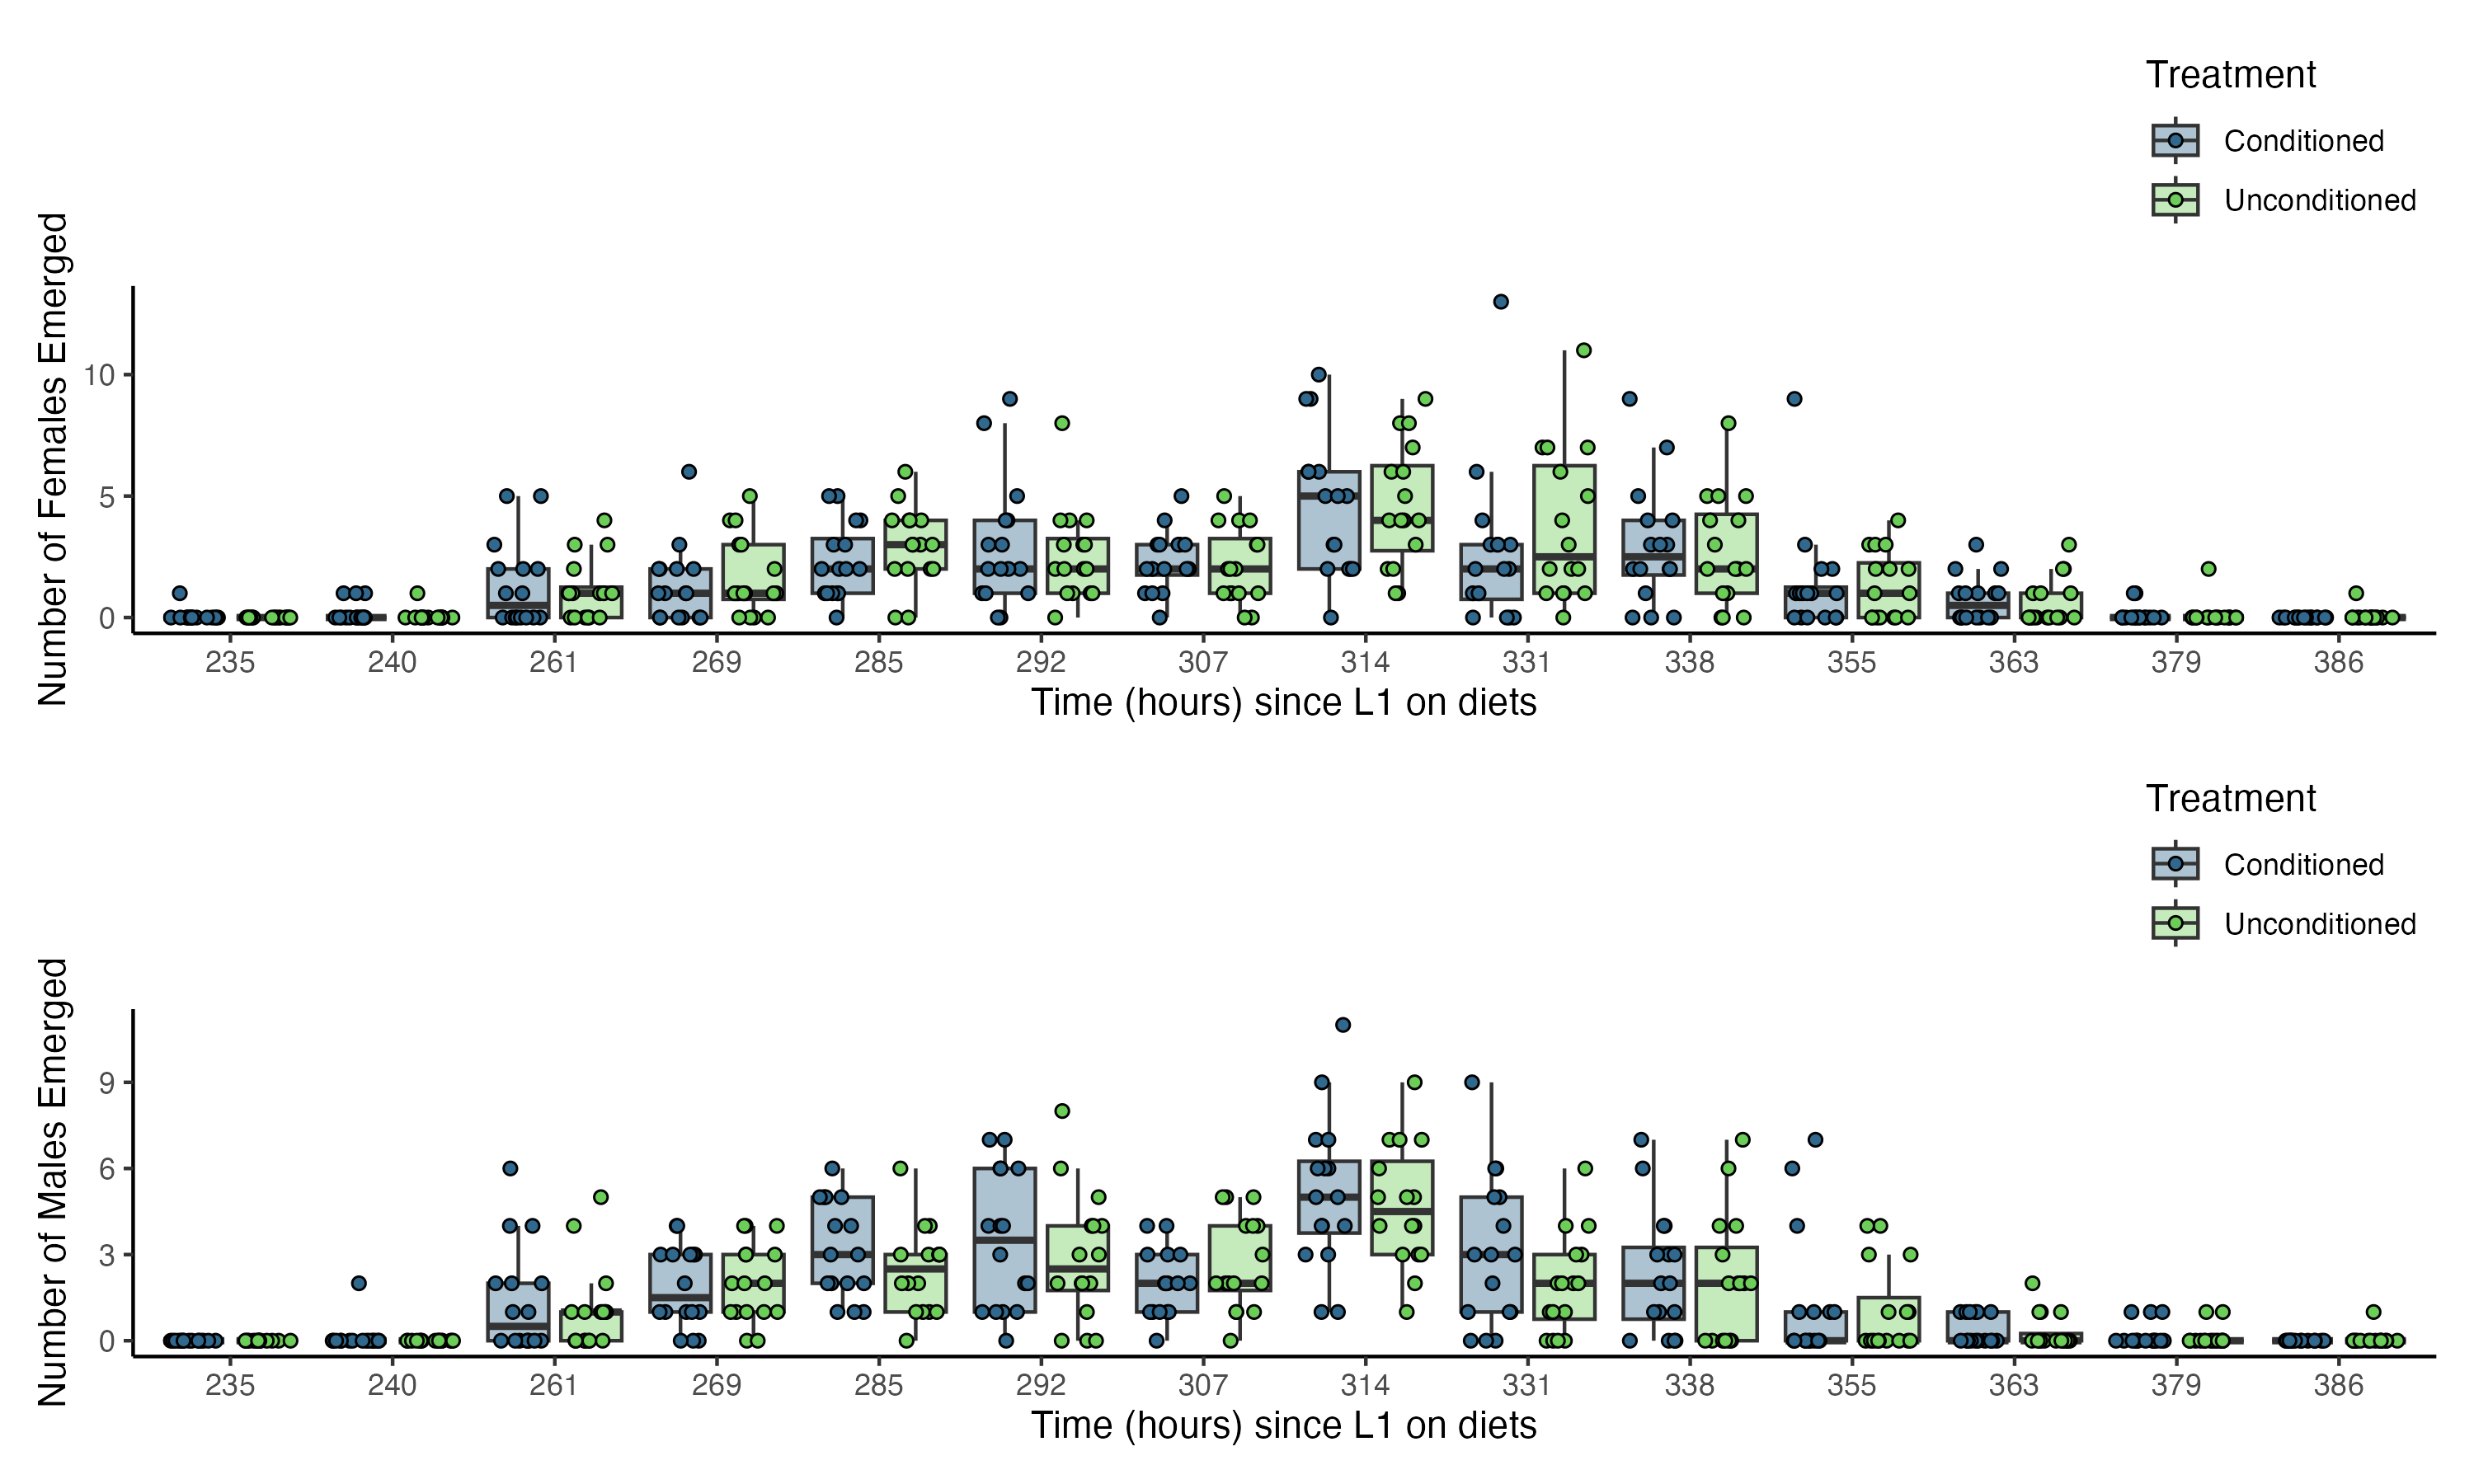 Treatment
Conditioned
Unconditioned
Number of Females Emerged
10
5
0
235 240 261 269 285 292 307 314 331 338 355 363 379 386
Time (hours) since L1 on diets
Treatment
Conditioned
Unconditioned
Number of Males Emerged
9
6
3
0
235 240 261 269 285 292 307 314 331 338 355 363 379 386
Time (hours) since L1 on diets